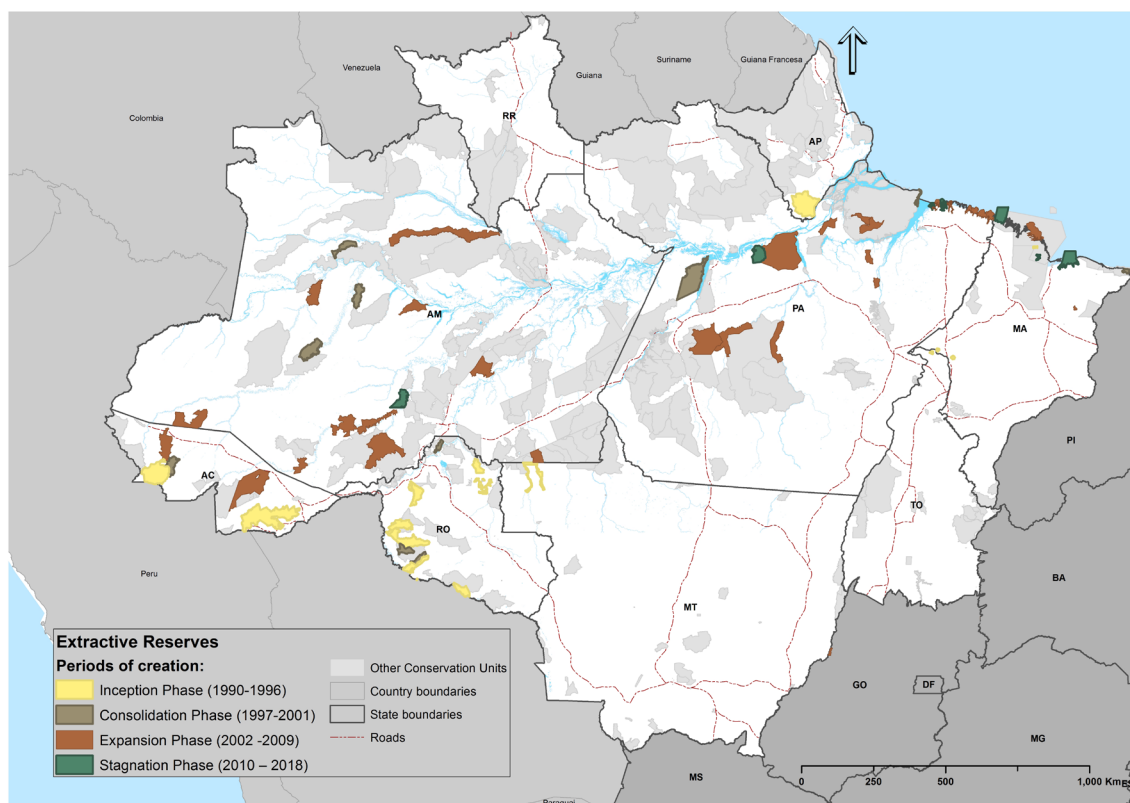 Venezuela
Guiana
Suriname
Guiana Francesa
Colombia
RR
AP
AM
PA
MA
PI
AC
RO
TO
Peru
MT
BA
GO
DF
MG
MS
Paraguai
Extractive Reserves
Periods of creation:
Inception Phase (1990-1996)
Consolidation Phase (1997-2001)
Expansion Phase (2002 -2009)
Stagnation Phase (2010 – 2018)
Other Conservation Units
Country boundaries
State boundaries
Roads
0 250 500 1,000 Km